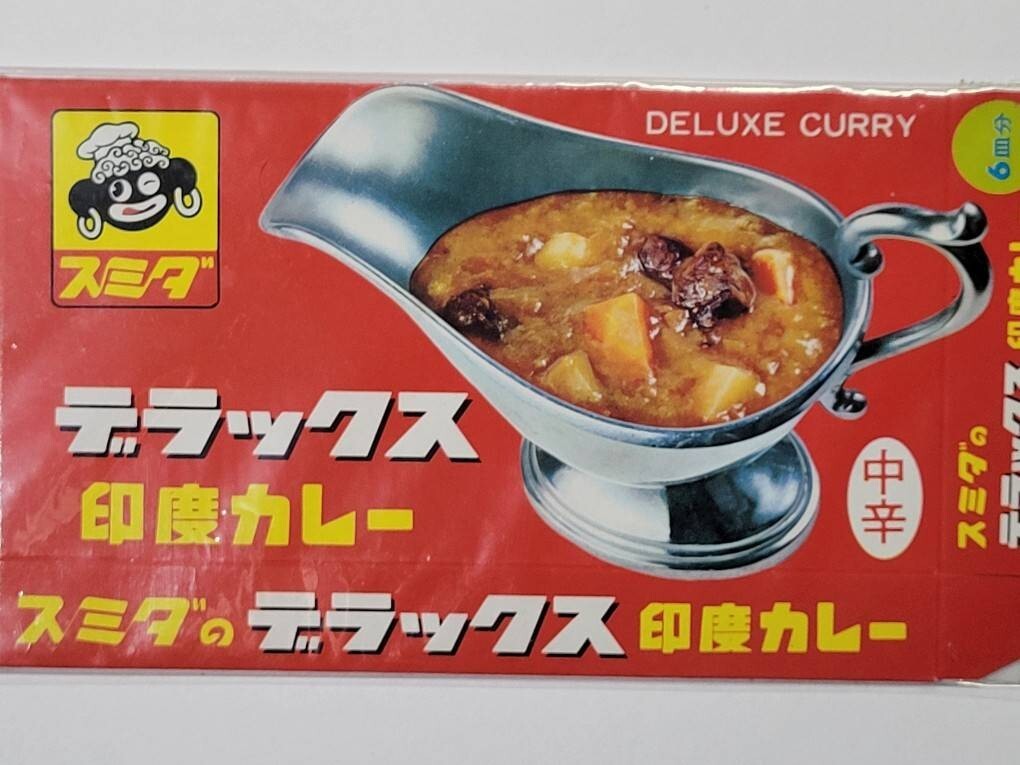 DELUXE CURRY
スミダ
デラックス
印度カレー
中辛
スミダのデラックス印度カレー
6皿分
スミダの
デラックス